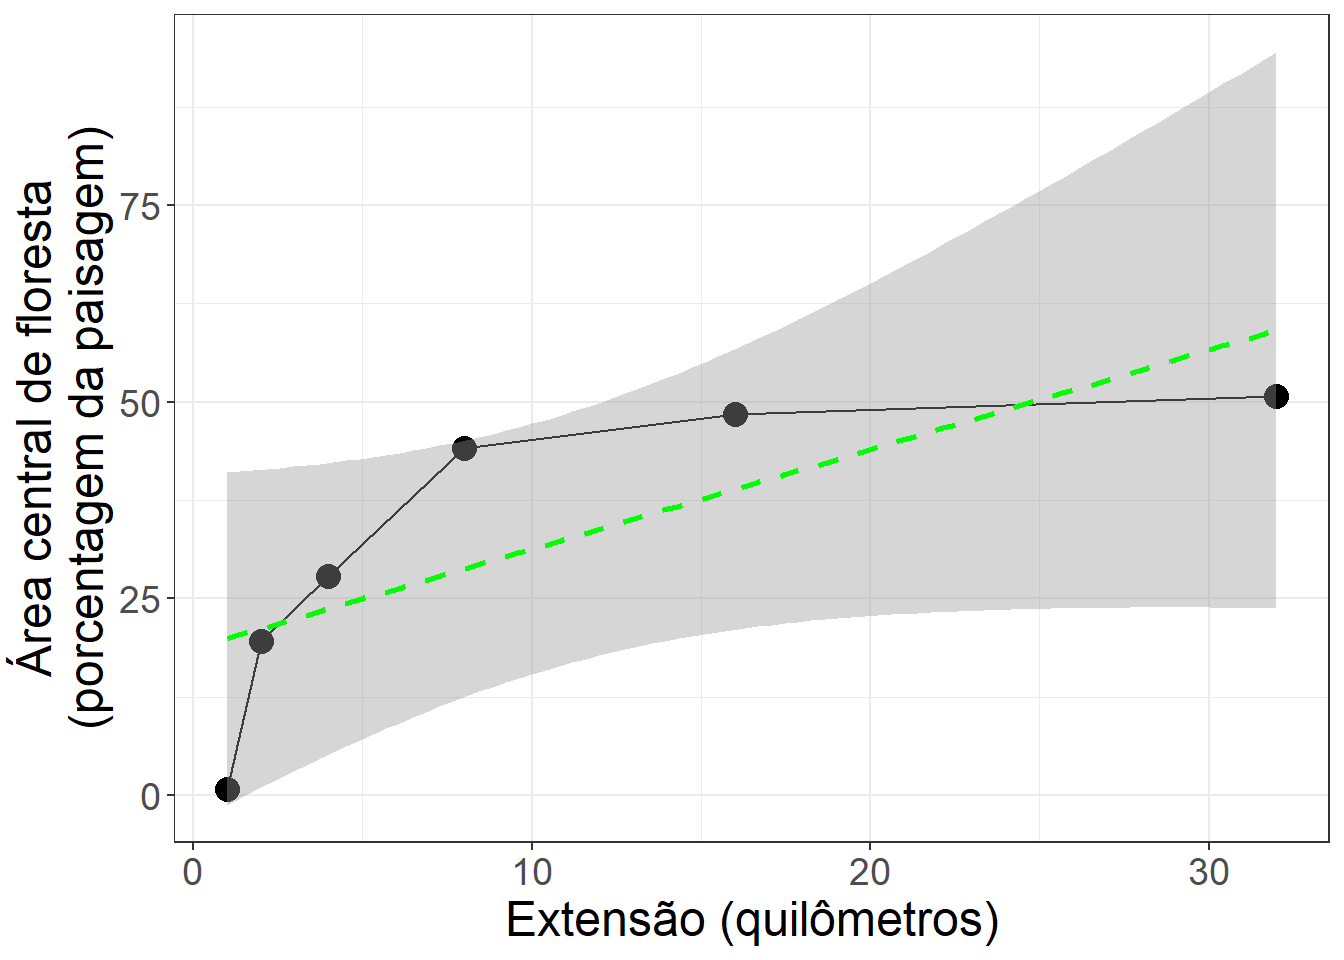 Área central de floresta
(porcentagem da paisagem)
75
50
25
0
0 10 20 30
Extensão (quilômetros)